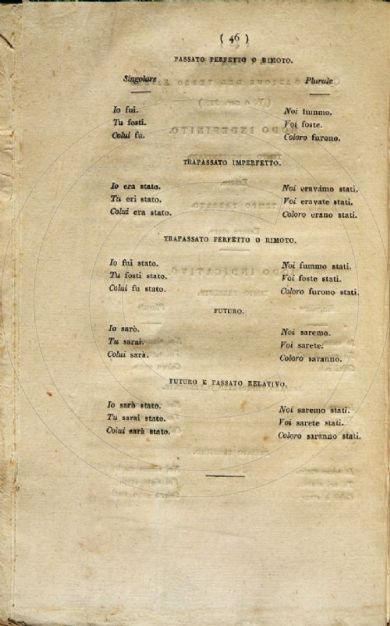 ( 46 )
PASSATO PERFETTO O RIMOTO.
Singolare Plurale
Io fui. Noi fummo.
Tu fosti. Voi foste.
Colui fu. Coloro furono.
TRAPASSATO IMPERFETTO.
Io era stato. Noi eravamo stati.
Tu eri stato. Voi eravate stati.
Colui era stato. Coloro erano stati.
TRAPASSATO PERFETTO O RIMOTO.
Io fui stato. Noi fummo stati.
Tu fosti stato. Voi foste stati.
Colui fu stato. Coloro furono stati.
FUTURO.
Io sarò. Noi saremo.
Tu sarai. Voi sarete.
Colui sarà. Coloro saranno.
FUTURO E PASSATO RELATIVO.
Io sarò stato. Noi saremo stati.
Tu sarai stato. Voi sarete stati.
Colui sarà stato. Coloro saranno stati.